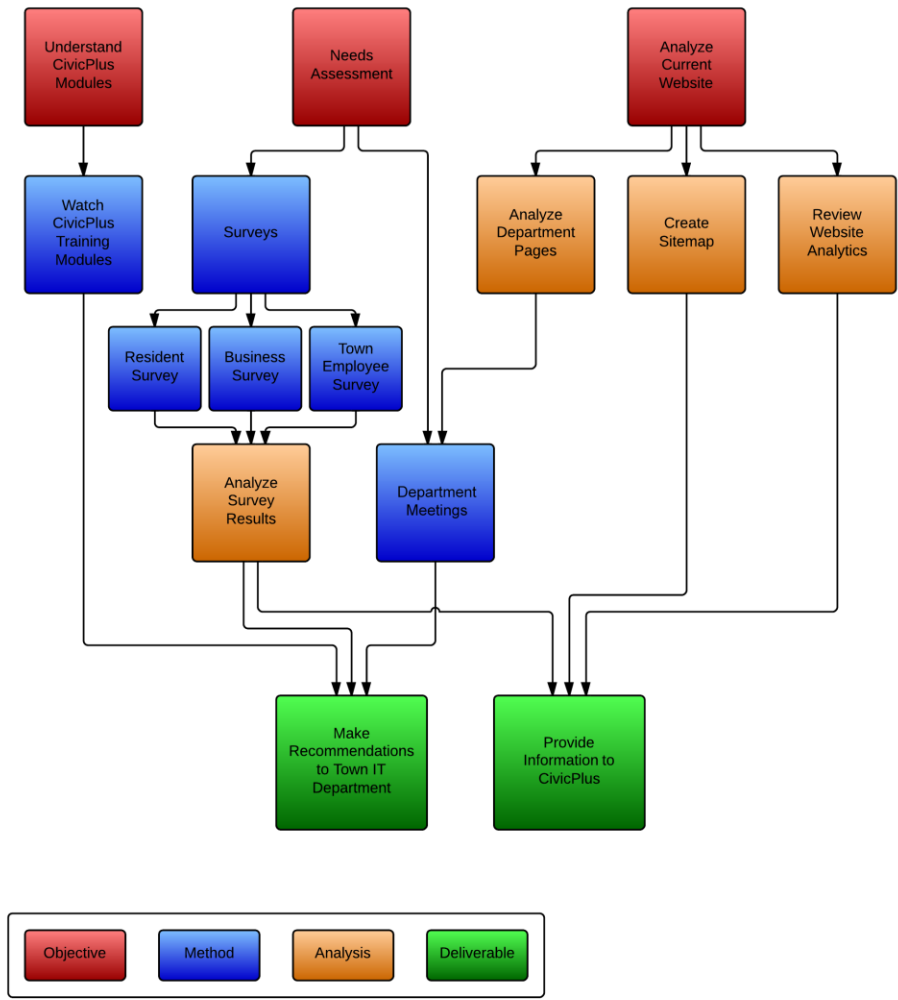 Understand
CivicPlus
Modules
Needs
Assessment
Analyze
Current
Website
Watch
CivicPlus
Training
Modules
Surveys
Analyze
Department
Pages
Create
Sitemap
Review
Website
Analytics
Resident
Survey
Business
Survey
Town
Employee
Survey
Analyze
Survey
Results
Department
Meetings
Make
Recommendations
to Town IT
Department
Provide
Information to
CivicPlus
Objective
Method
Analysis
Deliverable